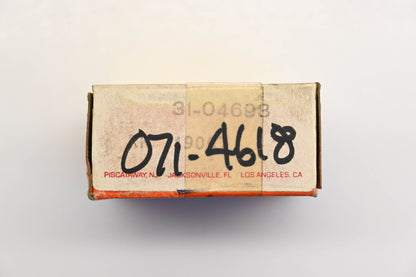 31-04693
071-4618
PISCATAWAY, NJ JACKSONVILLE, FL LOS ANGELES, CA